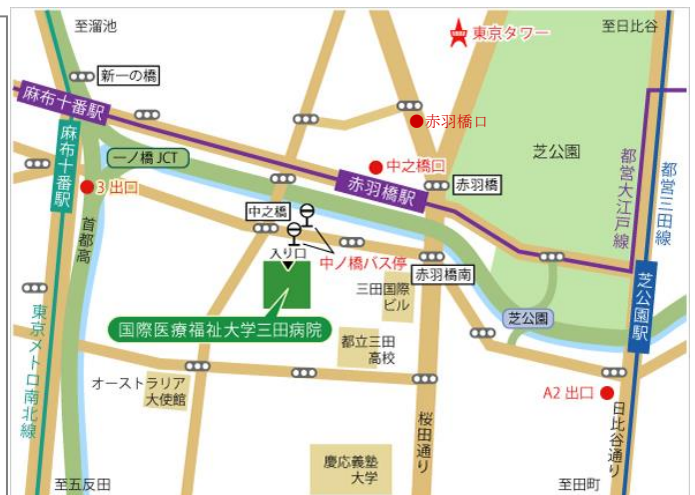 至溜池
東京タワー
至日比谷
新一の橋
麻布十番駅
赤羽橋口
麻布十番駅
一ノ橋 JCT
中之橋口
芝公園
赤羽橋駅
赤羽橋
都営大江戸線
都営三田線
3 出口
首都高
中之橋
入り口
中ノ橋バス停
赤羽橋南
国際医療福祉大学三田病院
三田国際
ビル
芝公園
芝公園駅
東京メトロ南北線
都立三田
高校
オーストラリア
大使館
A2 出口
桜田通り
日比谷通り
慶応義塾
大学
至五反田
至田町